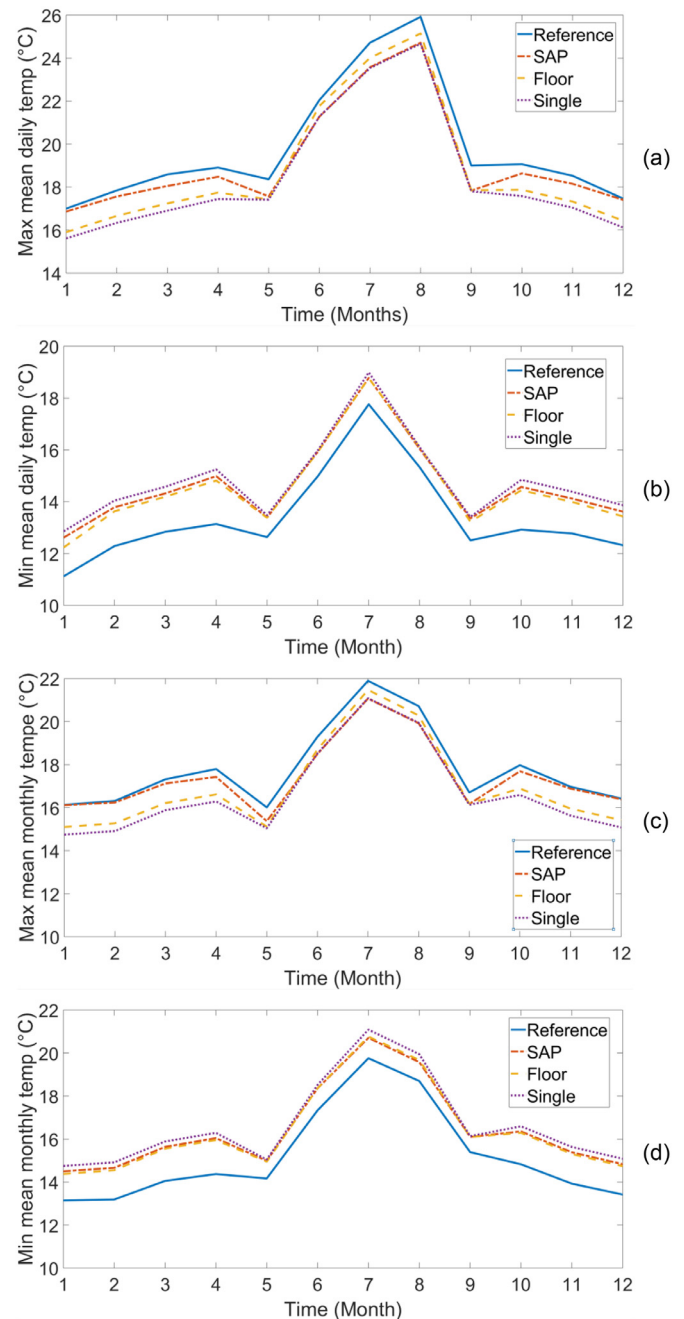 Max mean daily temp (°C)
26
24
22
20
18
16
14
Reference
SAP
Floor
Single
(a)
1 2 3 4 5 6 7 8 9 10 11 12
Time (Months)
Min mean daily temp (°C)
20
18
16
14
12
10
Reference
SAP
Floor
Single
(b)
1 2 3 4 5 6 7 8 9 10 11 12
Time (Month)
Max mean monthly tempe (°C)
22
20
18
16
14
12
10
Reference
SAP
Floor
Single
(c)
1 2 3 4 5 6 7 8 9 10 11 12
Time (Month)
Min mean monthly temp (°C)
22
20
18
16
14
12
10
Reference
SAP
Floor
Single
(d)
1 2 3 4 5 6 7 8 9 10 11 12
Time (Month)